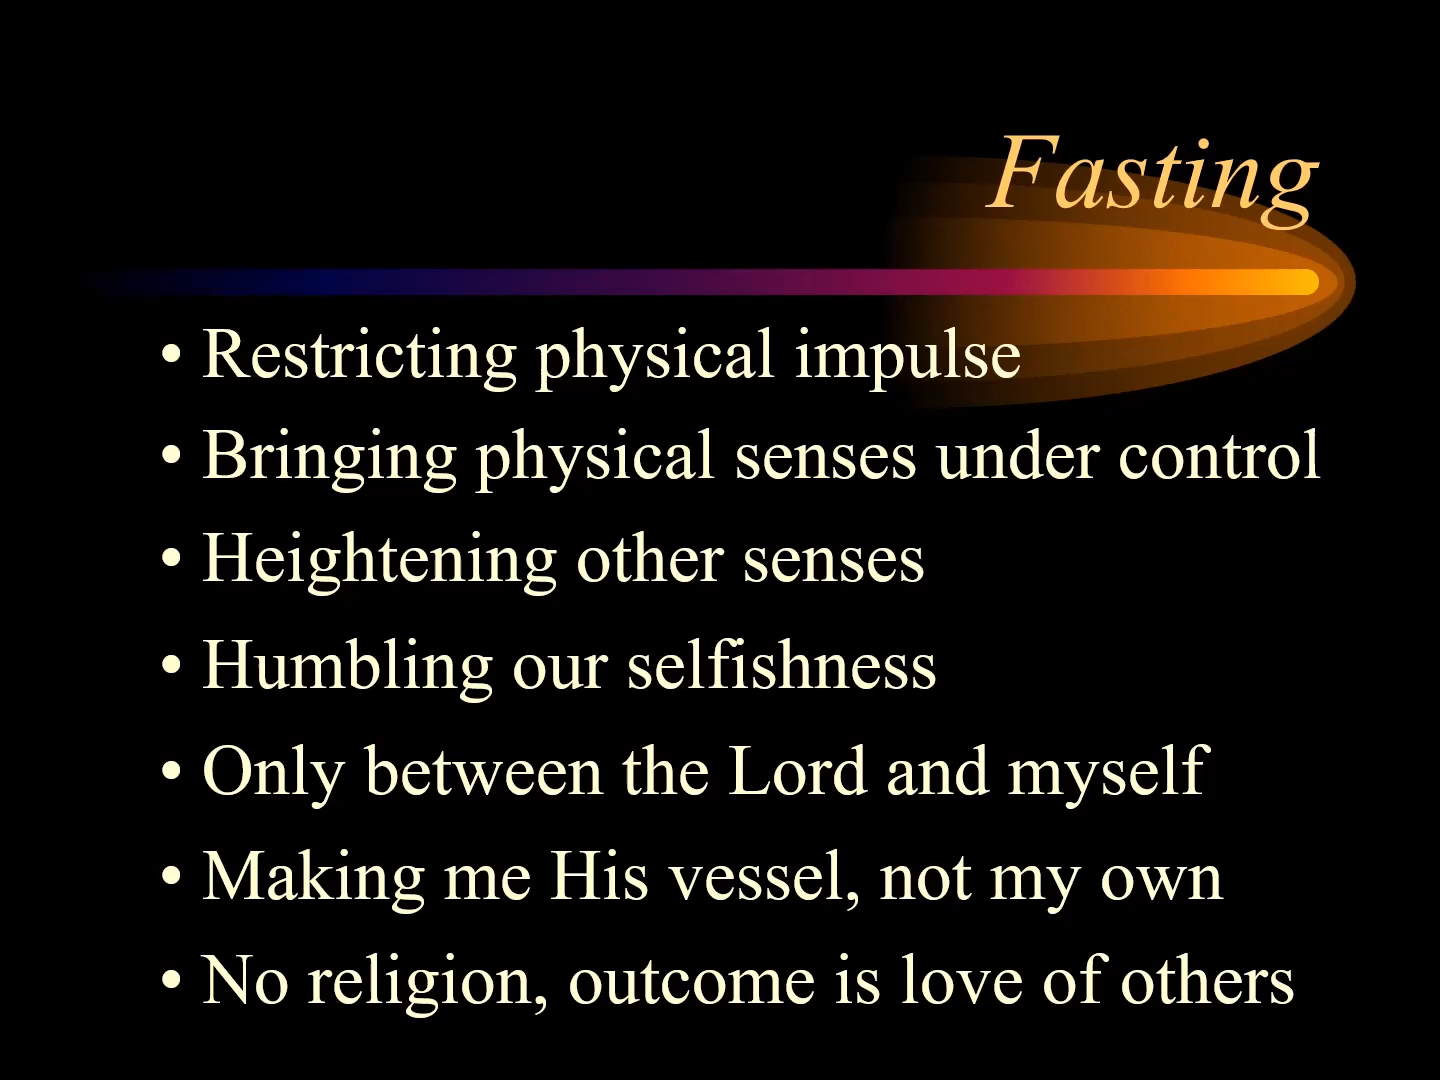 Fasting
• Restricting physical impulse
• Bringing physical senses under control
• Heightening other senses
• Humbling our selfishness
• Only between the Lord and myself
• Making me His vessel, not my own
• No religion, outcome is love of others